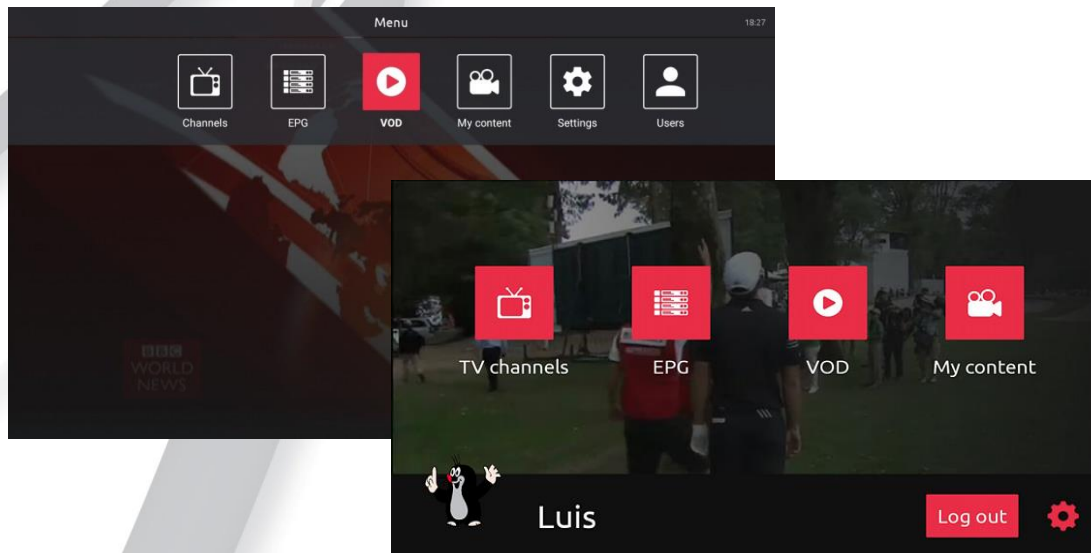 Menu
18:27
Channels
EPG
VOD
My content
Settings
Users
BBC
WORLD
NEWS
TV channels
EPG
VOD
My content
Luis
Log out